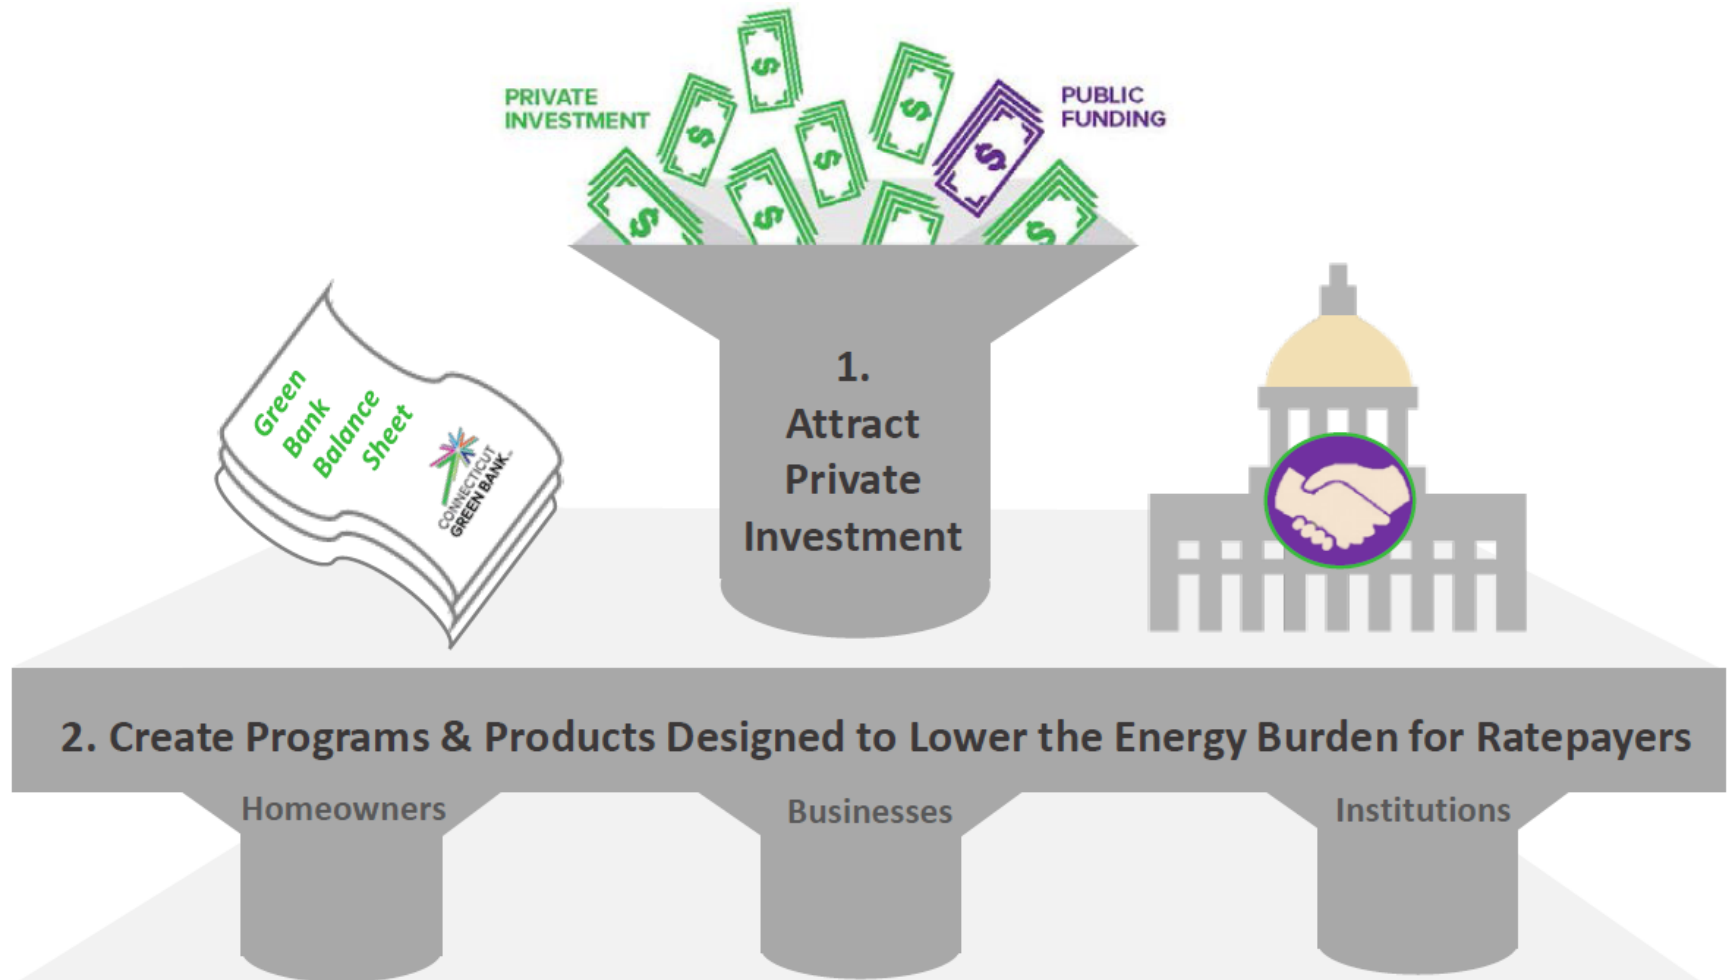 PRIVATE
INVESTMENT
PUBLIC
FUNDING
Green
Bank
Balance
Sheet
CONNECTICUT
GREEN BANK
1.
Attract
Private
Investment
2. Create Programs & Products Designed to Lower the Energy Burden for Ratepayers
Homeowners
Businesses
Institutions